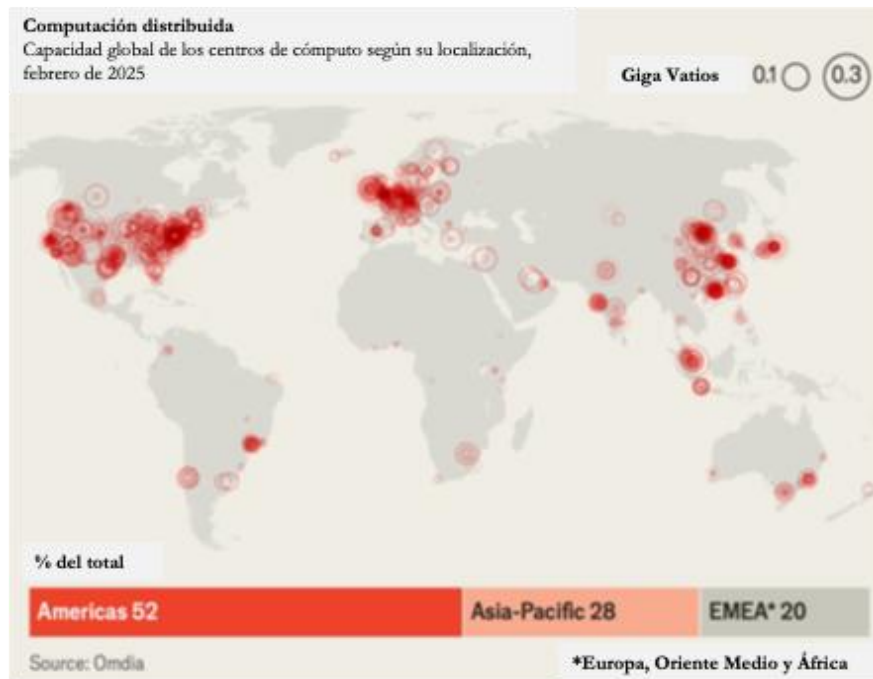 Computación distribuida
Capacidad global de los centros de cómputo según su localización,
febrero de 2025
Giga Vatios 0.1 0.3
% del total
Americas 52 Asia-Pacific 28 EMEA* 20
Source: Omdia *Europa, Oriente Medio y África